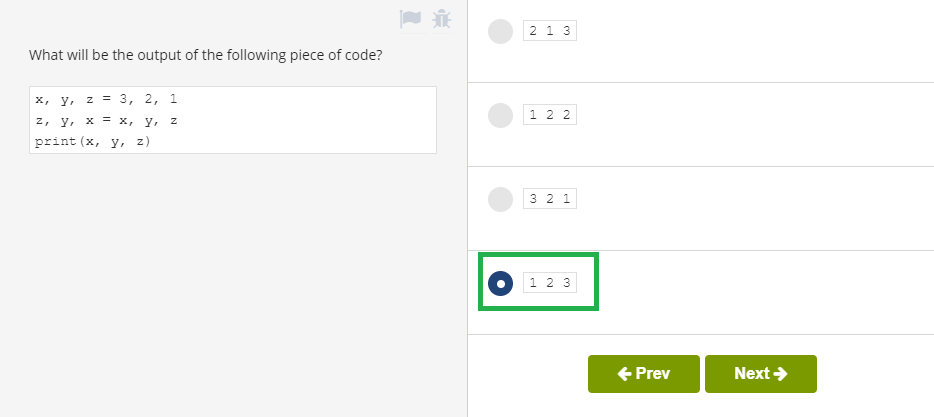 What will be the output of the following piece of code?
x, y, z = 3, 2, 1
z, y, x = x, y, z
print(x, y, z)
2 1 3
1 2 2
3 2 1
1 2 3
Prev
Next